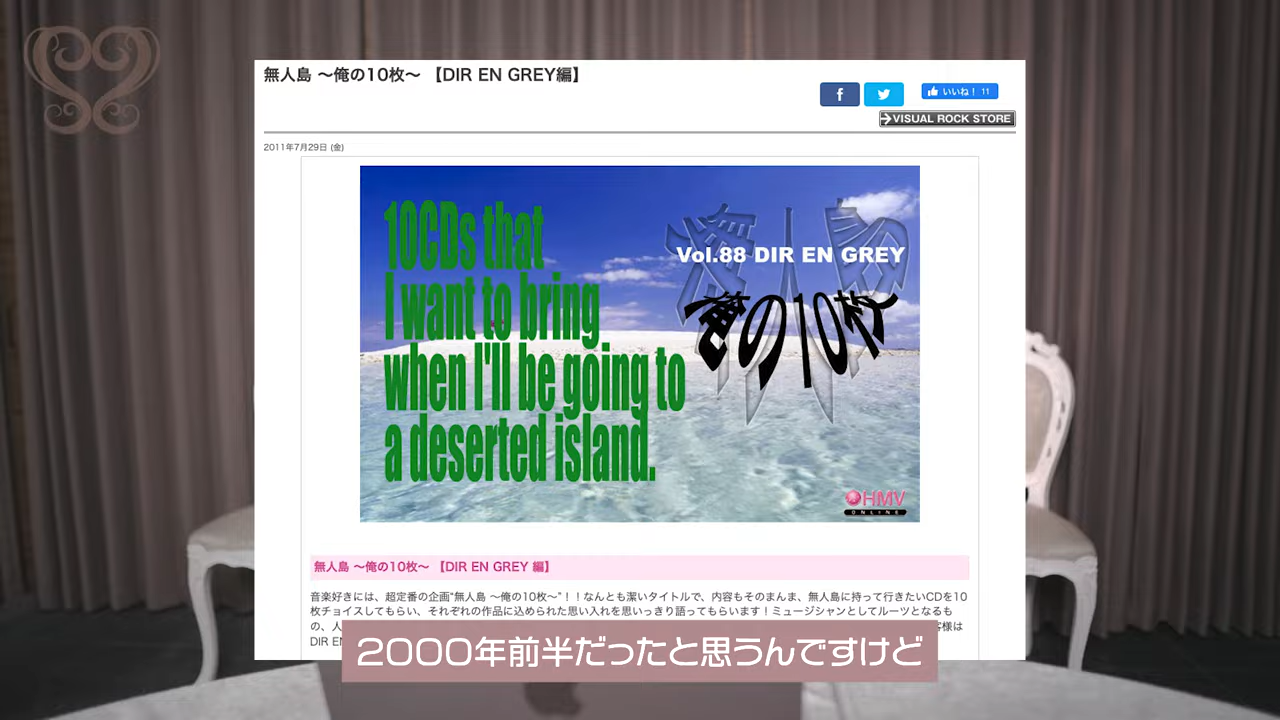 無人島 〜俺の10枚〜 【DIR EN GREY編】
いいね！ 11
VISUAL ROCK STORE
2011年7月29日 (金)
10CDs that
I want to bring
when I'll be going to
a deserted island.
無人島
Vol.88 DIR EN GREY
俺の10枚
HMV
ONLINE
無人島 〜俺の10枚〜 【DIR EN GREY 編】
音楽好きには、超定番の企画“無人島 〜俺の10枚〜”！！なんとも潔いタイトルで、内容もそのまんま、無人島に持って行きたいCDを10
枚チョイスしてもらい、それぞれの作品に込められた思い入れを思いっきり語ってもらいます！ミュージシャンとしてルーツとなるも
の、人
客様は
DIR EN
2000年前半だったと思うんですけど